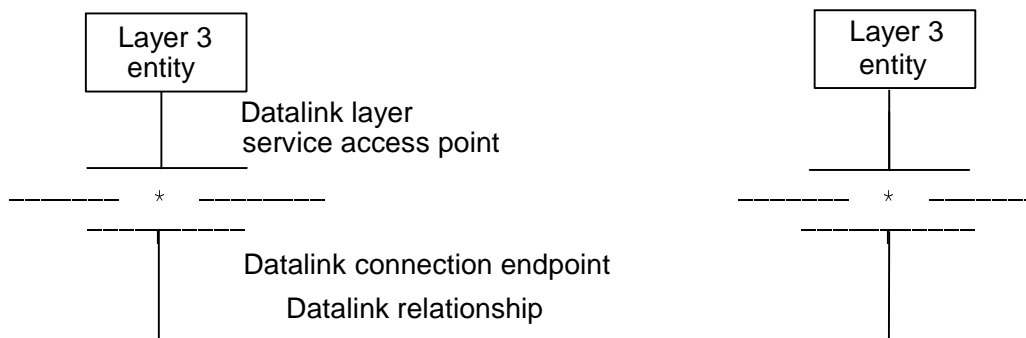 Layer 3
entity
Layer 3
entity
Datalink layer
service access point
*
*
Datalink connection endpoint
Datalink relationship